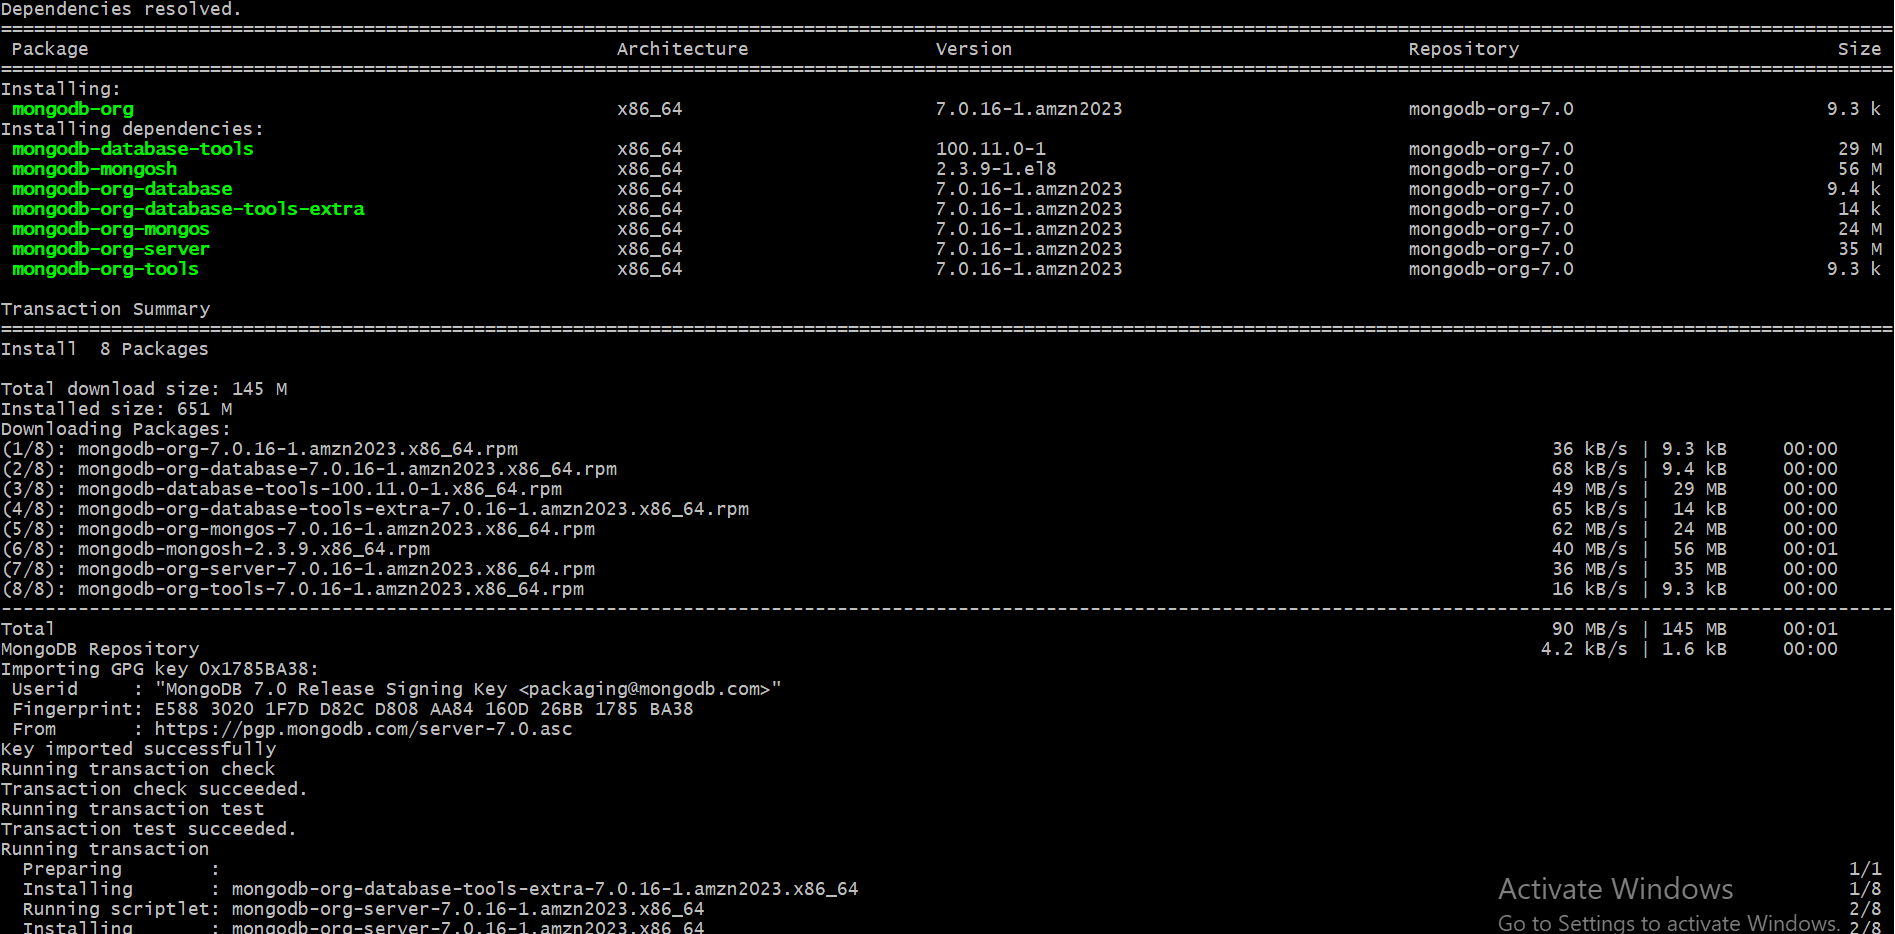 Dependencies resolved.
================================================================================
Package Architecture Version Repository Size
================================================================================
Installing:
mongodb-org x86_64 7.0.16-1.amzn2023 mongodb-org-7.0 9.3 k
Installing dependencies:
mongodb-database-tools x86_64 100.11.0-1 mongodb-org-7.0 29 M
mongodb-mongosh x86_64 2.3.9-1.el8 mongodb-org-7.0 56 M
mongodb-org-database x86_64 7.0.16-1.amzn2023 mongodb-org-7.0 9.4 k
mongodb-org-database-tools-extra x86_64 7.0.16-1.amzn2023 mongodb-org-7.0 14 k
mongodb-org-mongos x86_64 7.0.16-1.amzn2023 mongodb-org-7.0 24 M
mongodb-org-server x86_64 7.0.16-1.amzn2023 mongodb-org-7.0 35 M
mongodb-org-tools x86_64 7.0.16-1.amzn2023 mongodb-org-7.0 9.3 k
Transaction Summary
================================================================================
Install 8 Packages
Total download size: 145 M
Installed size: 651 M
Downloading Packages:
(1/8): mongodb-org-7.0.16-1.amzn2023.x86_64.rpm 36 kB/s | 9.3 kB 00:00
(2/8): mongodb-org-database-7.0.16-1.amzn2023.x86_64.rpm 68 kB/s | 9.4 kB 00:00
(3/8): mongodb-database-tools-100.11.0-1.x86_64.rpm 49 MB/s | 29 MB 00:00
(4/8): mongodb-org-database-tools-extra-7.0.16-1.amzn2023.x86_64.rpm 65 kB/s | 14 kB 00:00
(5/8): mongodb-org-mongos-7.0.16-1.amzn2023.x86_64.rpm 62 MB/s | 24 MB 00:00
(6/8): mongodb-mongosh-2.3.9.x86_64.rpm 40 MB/s | 56 MB 00:01
(7/8): mongodb-org-server-7.0.16-1.amzn2023.x86_64.rpm 36 MB/s | 35 MB 00:00
(8/8): mongodb-org-tools-7.0.16-1.amzn2023.x86_64.rpm 16 kB/s | 9.3 kB 00:00
--------------------------------------------------------------------------------
Total 90 MB/s | 145 MB 00:01
MongoDB Repository 4.2 kB/s | 1.6 kB 00:00
Importing GPG key 0x1785BA38:
Userid : "MongoDB 7.0 Release Signing Key <packaging@mongodb.com>"
Fingerprint: E588 3020 1F7D D82C D808 AA84 160D 26BB 1785 BA38
From : https://pgp.mongodb.com/server-7.0.asc
Key imported successfully
Running transaction check
Transaction check succeeded.
Running transaction test
Transaction test succeeded.
Running transaction
Preparing : 1/1
Installing : mongodb-org-database-tools-extra-7.0.16-1.amzn2023.x86_64 1/8
Running scriptlet: mongodb-org-server-7.0.16-1.amzn2023.x86_64 2/8
Installing : mongodb-org-server-7.0.16-1.amzn2023.x86_64 2/8
Activate Windows
Go to Settings to activate Windows.